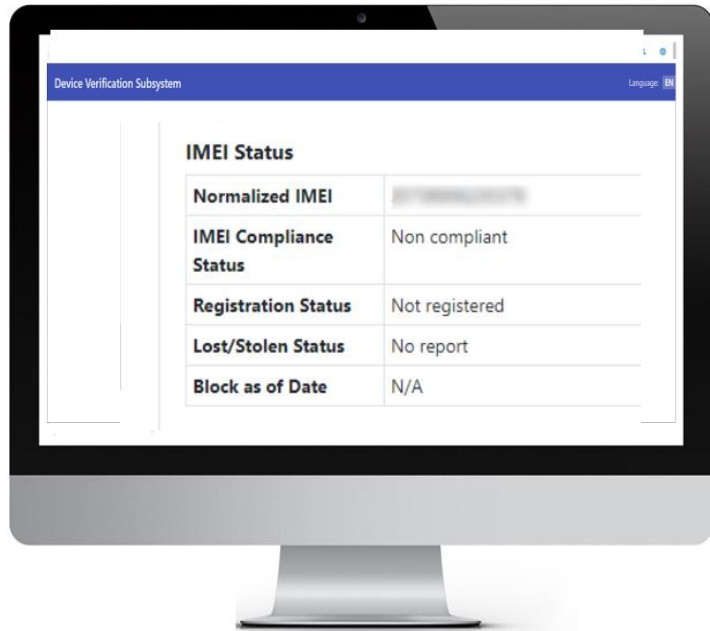 Device Verification Subsystem
Language: EN
IMEI Status
Normalized IMEI
IMEI Compliance Non compliant
Status
Registration Status Not registered
Lost/Stolen Status No report
Block as of Date N/A